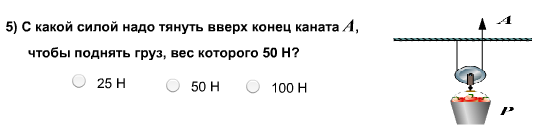 5) С какой силой надо тянуть вверх конец каната A,
чтобы поднять груз, вес которого 50 Н?
25 Н
50 Н
100 Н
A
P